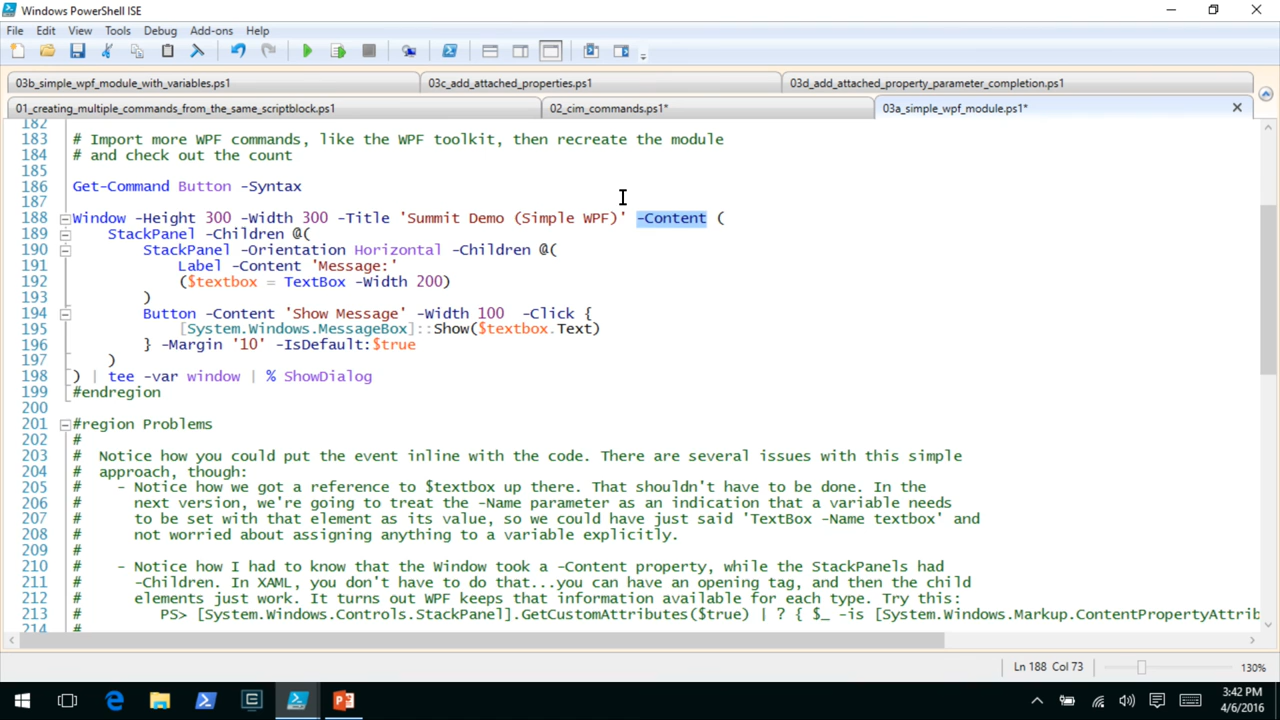 Windows PowerShell ISE
File Edit View Tools Debug Add-ons Help
03b_simple_wpf_module_with_variables.ps1 03c_add_attached_properties.ps1 03d_add_attached_property_parameter_completion.ps1
01_creating_multiple_commands_from_the_same_scriptblock.ps1 02_cim_commands.ps1* 03a_simple_wpf_module.ps1*
182
183 # Import more WPF commands, like the WPF toolkit, then recreate the module
184 # and check out the count
185
186 Get-Command Button -Syntax
187
188 Window -Height 300 -Width 300 -Title 'Summit Demo (Simple WPF)' -Content (
189 StackPanel -Children @(
190 StackPanel -Orientation Horizontal -Children @(
191 Label -Content 'Message:'
192 ($textbox = TextBox -Width 200)
193 )
194 Button -Content 'Show Message' -Width 100 -Click {
195 [System.Windows.MessageBox]::Show($textbox.Text)
196 } -Margin '10' -IsDefault:$true
197 )
198 ) | tee -var window | % ShowDialog
199 #endregion
200
201 #region Problems
202 #
203 # Notice how you could put the event inline with the code. There are several issues with this simple
204 # approach, though:
205 # - Notice how we got a reference to $textbox up there. That shouldn't have to be done. In the
206 # next version, we're going to treat the -Name parameter as an indication that a variable needs
207 # to be set with that element as its value, so we could have just said 'TextBox -Name textbox' and
208 # not worried about assigning anything to a variable explicitly.
209 #
210 # - Notice how I had to know that the Window took a -Content property, while the StackPanels had
211 # -Children. In XAML, you don't have to do that...you can have an opening tag, and then the child
212 # elements just work. It turns out WPF keeps that information available for each type. Try this:
213 # PS> [System.Windows.Controls.StackPanel].GetCustomAttributes($true) | ? { $_ -is [System.Windows.Markup.ContentPropertyAttrib
214 #
Ln 188 Col 73 130%
3:42 PM
4/6/2016